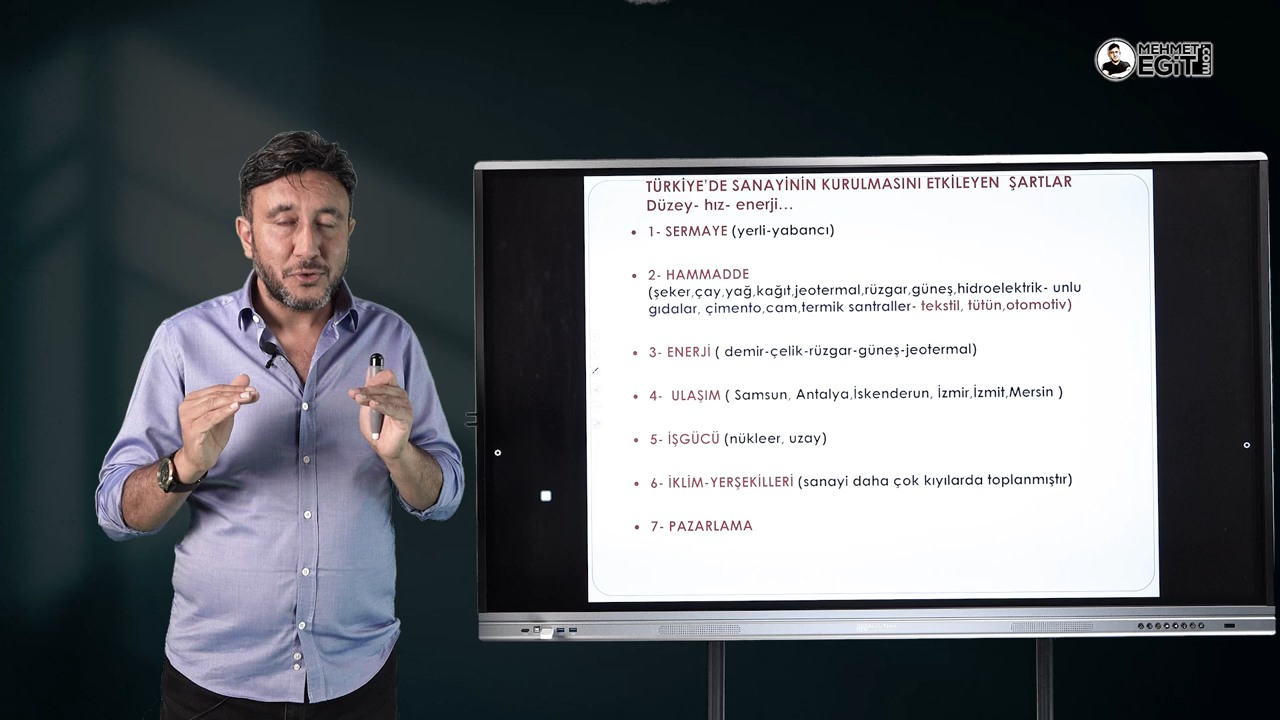 MEHMET
EGİT
.com
TÜRKİYE'DE SANAYİNİN KURULMASINI ETKİLEYEN ŞARTLAR
Düzey- hız- enerji...
• 1- SERMAYE (yerli-yabancı)
• 2- HAMMADDE
(şeker,çay,yağ,kağıt,jeotermal,rüzgar,güneş,hidroelektrik- unlu
gıdalar, çimento,cam,termik santraller- tekstil, tütün,otomotiv)
• 3- ENERJİ ( demir-çelik-rüzgar-güneş-jeotermal)
• 4- ULAŞIM ( Samsun, Antalya,İskenderun, İzmir,İzmit,Mersin )
• 5- İŞGÜCÜ (nükleer, uzay)
• 6- İKLİM-YERŞEKİLLERİ (sanayi daha çok kıyılarda toplanmıştır)
• 7- PAZARLAMA